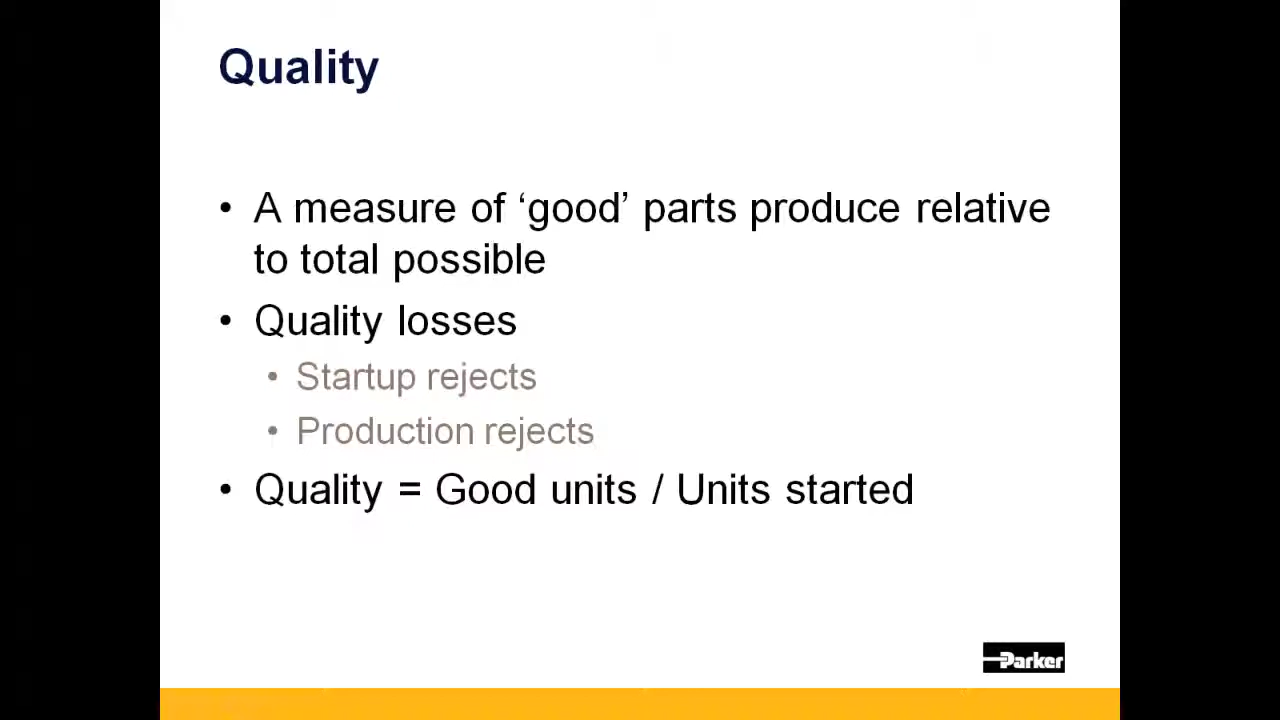 Quality
• A measure of ‘good’ parts produce relative
to total possible
• Quality losses
• Startup rejects
• Production rejects
• Quality = Good units / Units started
Parker